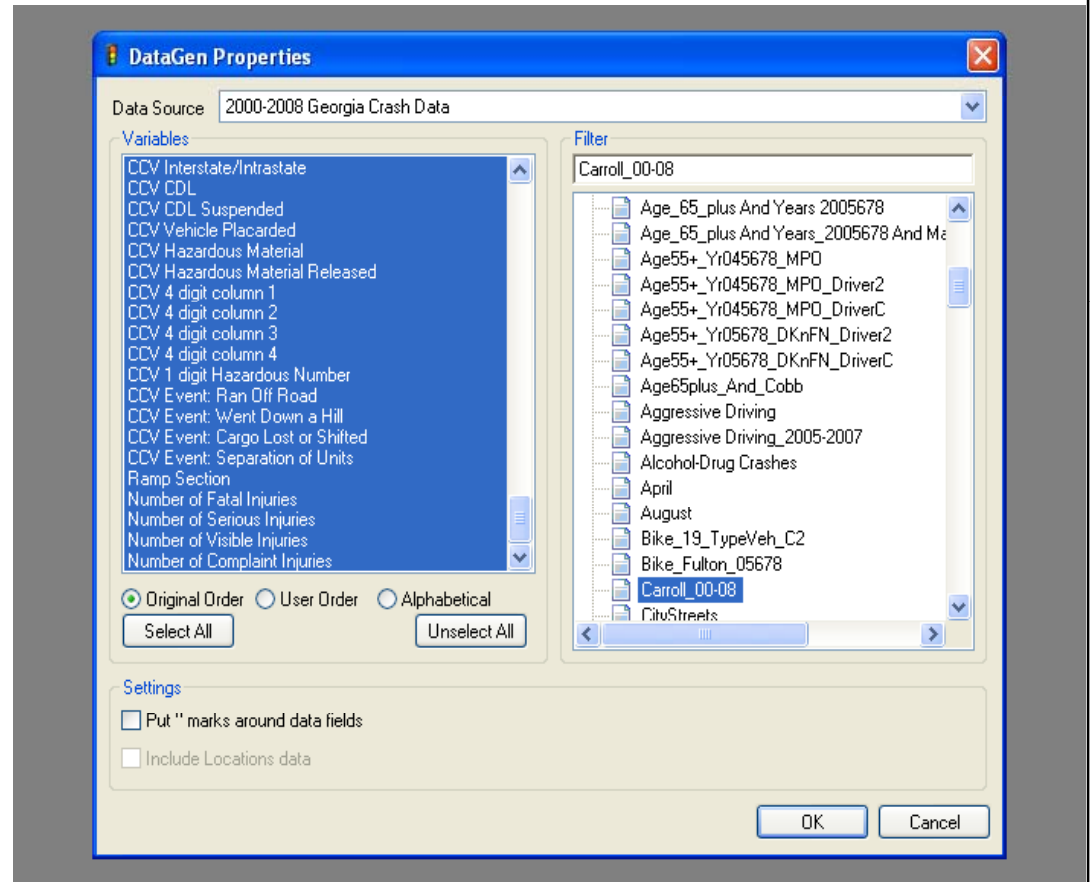 DataGen Properties
Data Source 2000-2008 Georgia Crash Data
Variables
CCV Interstate/Intrastate
CCV CDL
CCV CDL Suspended
CCV Vehicle Placarded
CCV Hazardous Material
CCV Hazardous Material Released
CCV 4 digit column 1
CCV 4 digit column 2
CCV 4 digit column 3
CCV 4 digit column 4
CCV 1 digit Hazardous Number
CCV Event: Ran Off Road
CCV Event: Went Down a Hill
CCV Event: Cargo Lost or Shifted
CCV Event: Separation of Units
Ramp Section
Number of Fatal Injuries
Number of Serious Injuries
Number of Visible Injuries
Number of Complaint Injuries
Original Order User Order Alphabetical
Select All Unselect All
Filter
Carroll_00-08
Age_65_plus And Years 2005678
Age_65_plus And Years_2005678 And Ma
Age55+_Yr045678_MPO
Age55+_Yr045678_MPO_Driver2
Age55+_Yr045678_MPO_DriverC
Age55+_Yr05678_DKnFN_Driver2
Age55+_Yr05678_DKnFN_DriverC
Age65plus_And_Cobb
Aggressive Driving
Aggressive Driving_2005-2007
Alcohol-Drug Crashes
April
August
Bike_19_TypeVeh_C2
Bike_Fulton_05678
Carroll_00-08
CityStreets
Settings
Put " marks around data fields
Include Locations data
OK Cancel